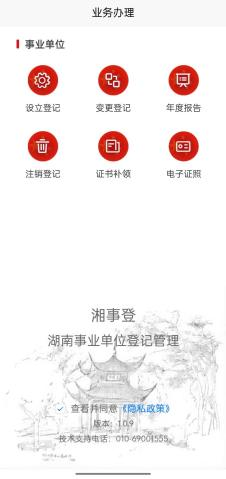 业务办理
事业单位
设立登记 变更登记 年度报告
注销登记 证书补领 电子证照
湘事登
湖南事业单位登记管理
查看并同意《隐私政策》
版本：1.0.9
技术支持电话：010-69001555